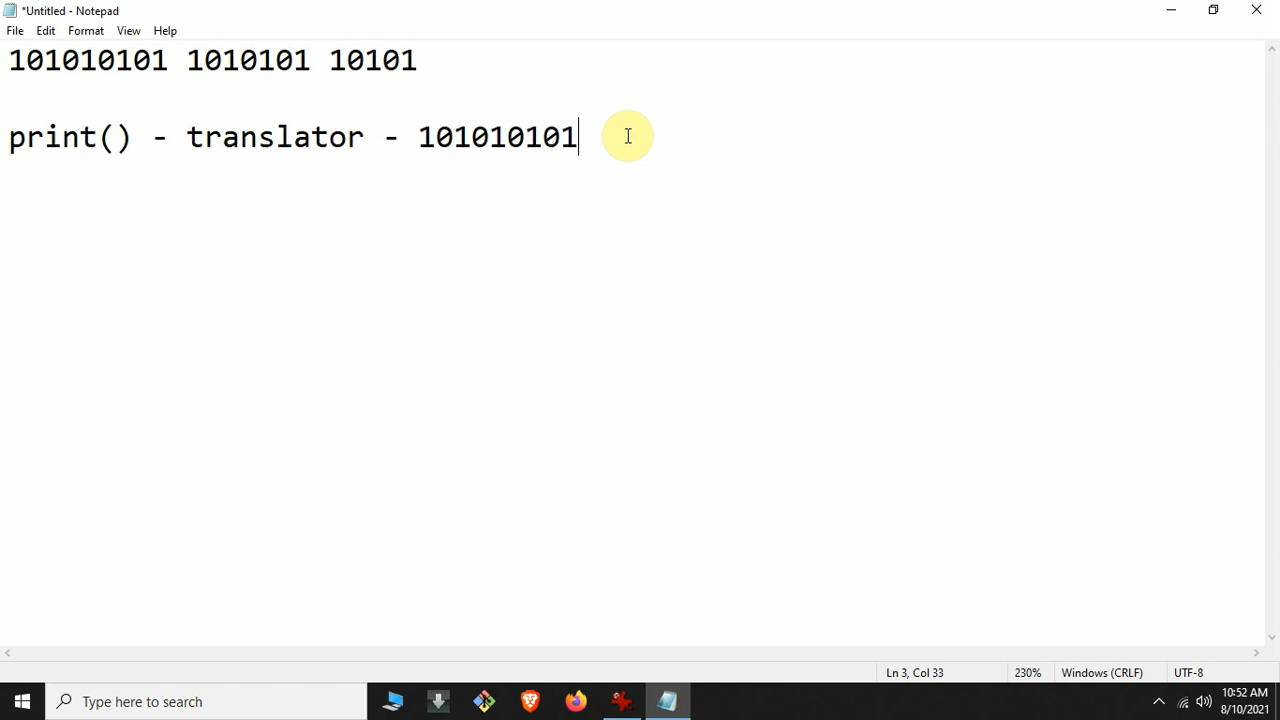 *Untitled - Notepad
File Edit Format View Help
101010101 1010101 10101
print() - translator - 101010101
Ln 3, Col 33 230% Windows (CRLF) UTF-8
Type here to search
10:52 AM
8/10/2021